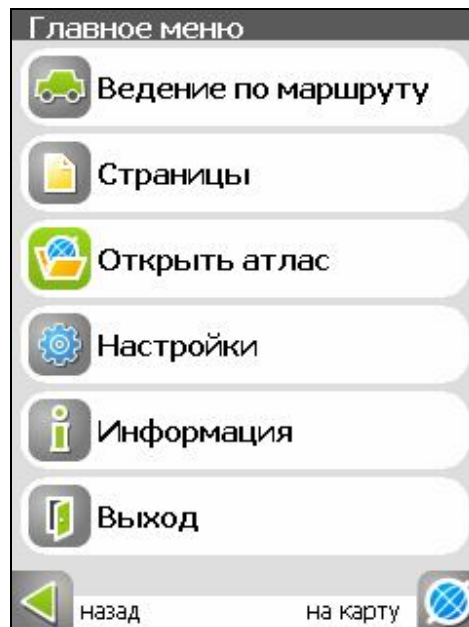 Главное меню
Ведение по маршруту
Страницы
Открыть атлас
Настройки
Информация
Выход
назад на карту